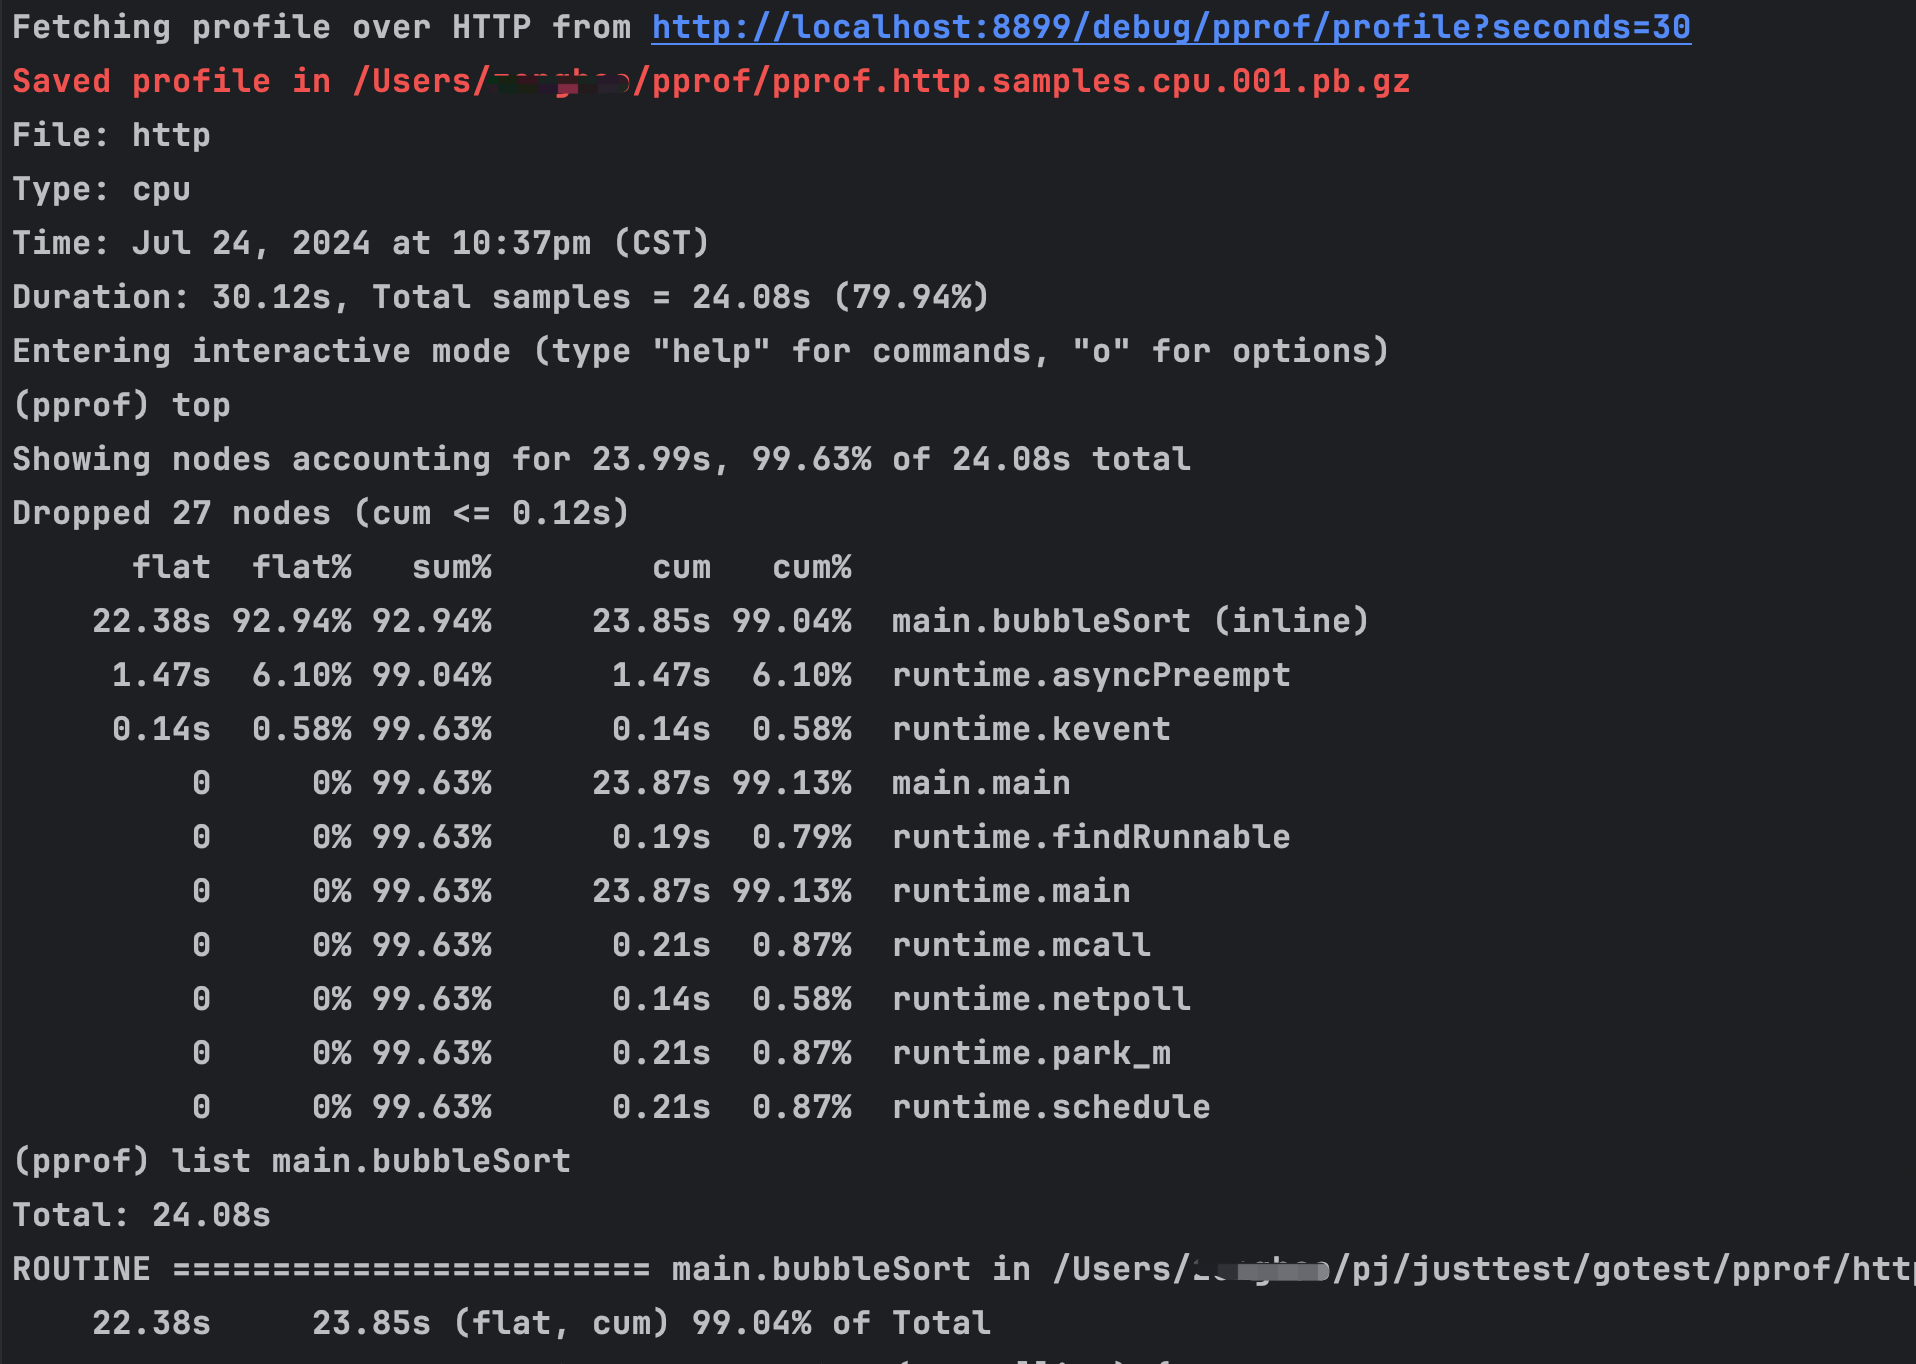 Fetching profile over HTTP from http://localhost:8899/debug/pprof/profile?seconds=30
Saved profile in /Users/ /pprof/pprof.http.samples.cpu.001.pb.gz
File: http
Type: cpu
Time: Jul 24, 2024 at 10:37pm (CST)
Duration: 30.12s, Total samples = 24.08s (79.94%)
Entering interactive mode (type "help" for commands, "o" for options)
(pprof) top
Showing nodes accounting for 23.99s, 99.63% of 24.08s total
Dropped 27 nodes (cum <= 0.12s)
      flat  flat%   sum%        cum   cum%
    22.38s 92.94% 92.94%     23.85s 99.04%  main.bubbleSort (inline)
     1.47s  6.10% 99.04%      1.47s  6.10%  runtime.asyncPreempt
     0.14s  0.58% 99.63%      0.14s  0.58%  runtime.kevent
         0     0% 99.63%     23.87s 99.13%  main.main
         0     0% 99.63%      0.19s  0.79%  runtime.findRunnable
         0     0% 99.63%     23.87s 99.13%  runtime.main
         0     0% 99.63%      0.21s  0.87%  runtime.mcall
         0     0% 99.63%      0.14s  0.58%  runtime.netpoll
         0     0% 99.63%      0.21s  0.87%  runtime.park_m
         0     0% 99.63%      0.21s  0.87%  runtime.schedule
(pprof) list main.bubbleSort
Total: 24.08s
ROUTINE ======================== main.bubbleSort in /Users/ /pj/justtest/gotest/pprof/http
    22.38s     23.85s (flat, cum) 99.04% of Total